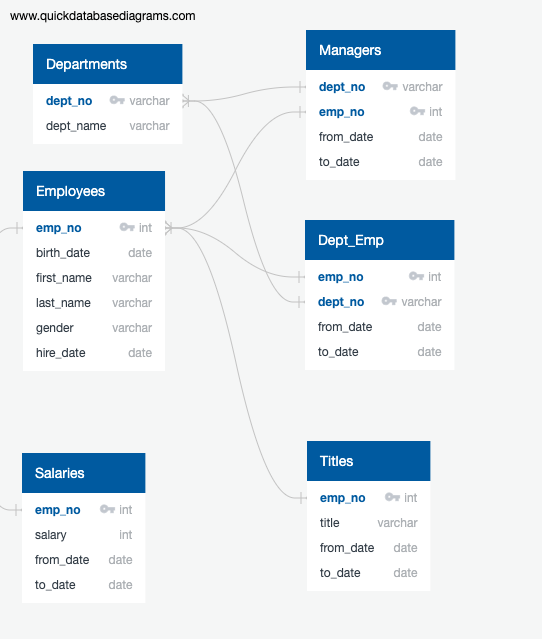 www.quickdatabasediagrams.com
Departments
dept_no varchar
dept_name varchar
Managers
dept_no varchar
emp_no int
from_date date
to_date date
Employees
emp_no int
birth_date date
first_name varchar
last_name varchar
gender varchar
hire_date date
Dept_Emp
emp_no int
dept_no varchar
from_date date
to_date date
Salaries
emp_no int
salary int
from_date date
to_date date
Titles
emp_no int
title varchar
from_date date
to_date date